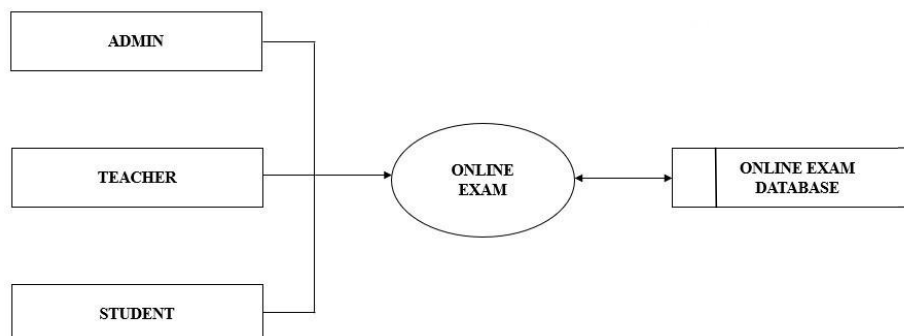 ADMIN
TEACHER
STUDENT
ONLINE
EXAM
ONLINE EXAM
DATABASE